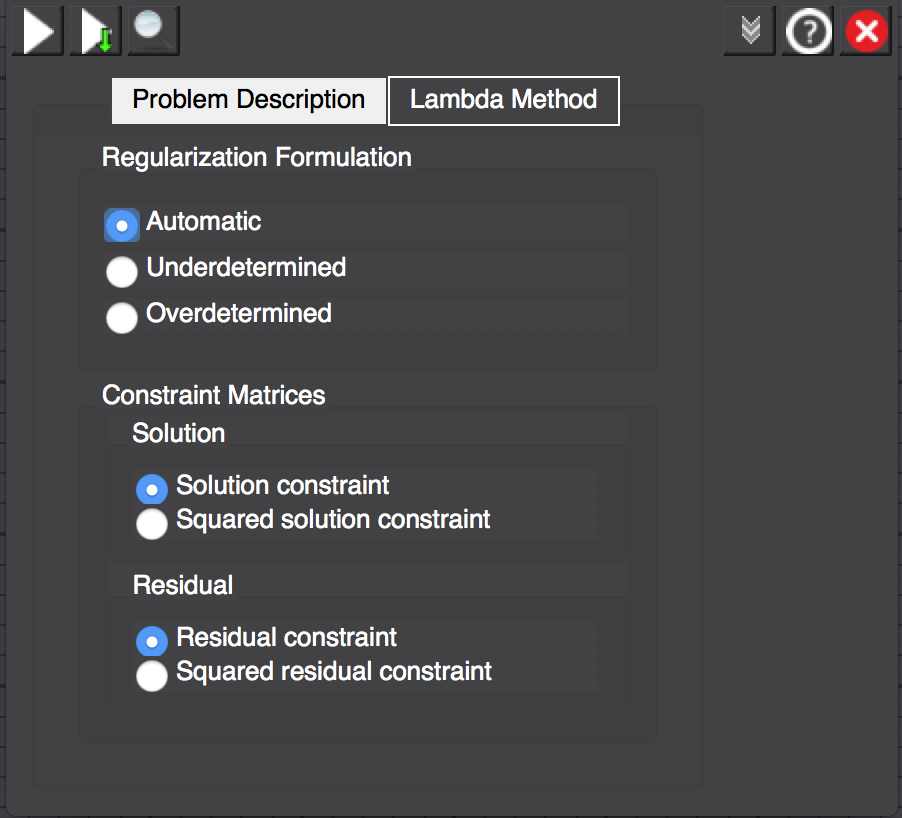 Problem Description
Lambda Method
Regularization Formulation
Automatic
Underdetermined
Overdetermined
Constraint Matrices
Solution
Solution constraint
Squared solution constraint
Residual
Residual constraint
Squared residual constraint